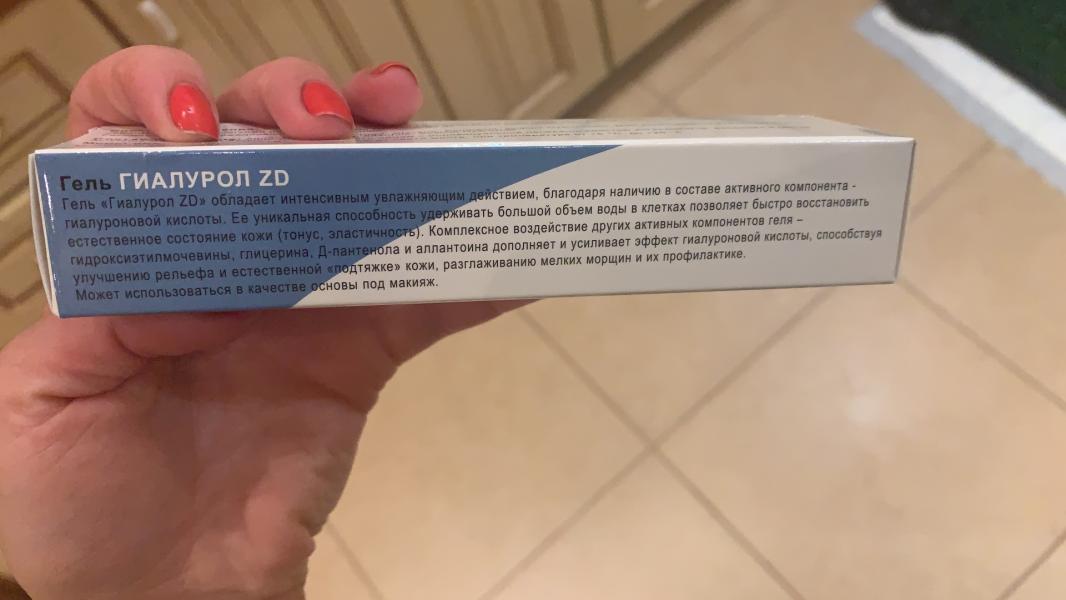 Гель ГИАЛУРОЛ ZD
Гель «Гиалурол ZD» обладает интенсивным увлажняющим действием, благодаря наличию в составе активного компонента -
гиалуроновой кислоты. Ее уникальная способность удерживать большой объем воды в клетках позволяет быстро восстановить
естественное состояние кожи (тонус, эластичность). Комплексное воздействие других активных компонентов геля –
гидроксиэтилмочевины, глицерина, Д-пантенола и аллантоина дополняет и усиливает эффект гиалуроновой кислоты, способствуя
улучшению рельефа и естественной «подтяжке» кожи, разглаживанию мелких морщин и их профилактике.
Может использоваться в качестве основы под макияж.